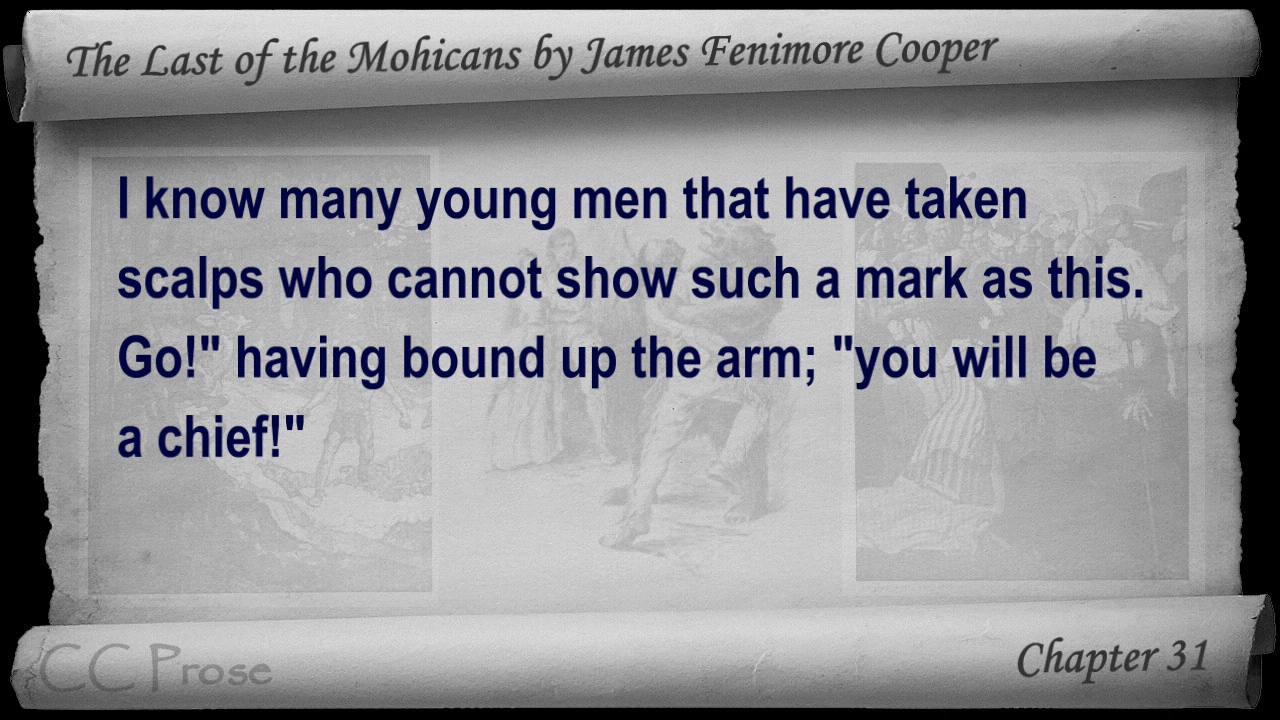 The Last of the Mohicans by James Fenimore Cooper
I know many young men that have taken
scalps who cannot show such a mark as this.
Go!" having bound up the arm; "you will be
a chief!"
CC Prose
Chapter 31